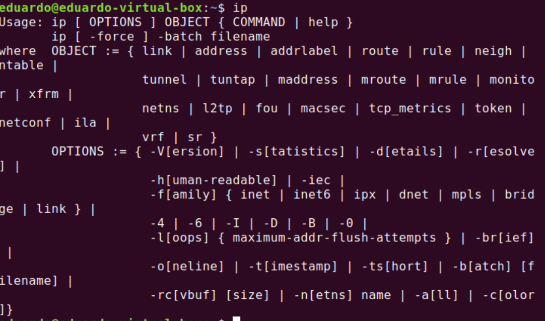 eduardo@eduardo-virtual-box:~$ ip
Usage: ip [ OPTIONS ] OBJECT { COMMAND | help }
       ip [ -force ] -batch filename
where  OBJECT := { link | address | addrlabel | route | rule | neigh |
ntable |
                   tunnel | tuntap | maddress | mroute | mrule | monito
r | xfrm |
                   netns | l2tp | fou | macsec | tcp_metrics | token |
netconf | ila |
                   vrf | sr }
       OPTIONS := { -V[ersion] | -s[tatistics] | -d[etails] | -r[esolve
] |
                    -h[uman-readable] | -iec |
                    -f[amily] { inet | inet6 | ipx | dnet | mpls | brid
ge | link } |
                    -4 | -6 | -I | -D | -B | -0 |
                    -l[oops] { maximum-addr-flush-attempts } | -br[ief]
 |
                    -o[neline] | -t[imestamp] | -ts[hort] | -b[atch] [f
ilename] |
                    -rc[vbuf] [size] | -n[etns] name | -a[ll] | -c[olor
]}
eduardo@eduardo-virtual-box:~$